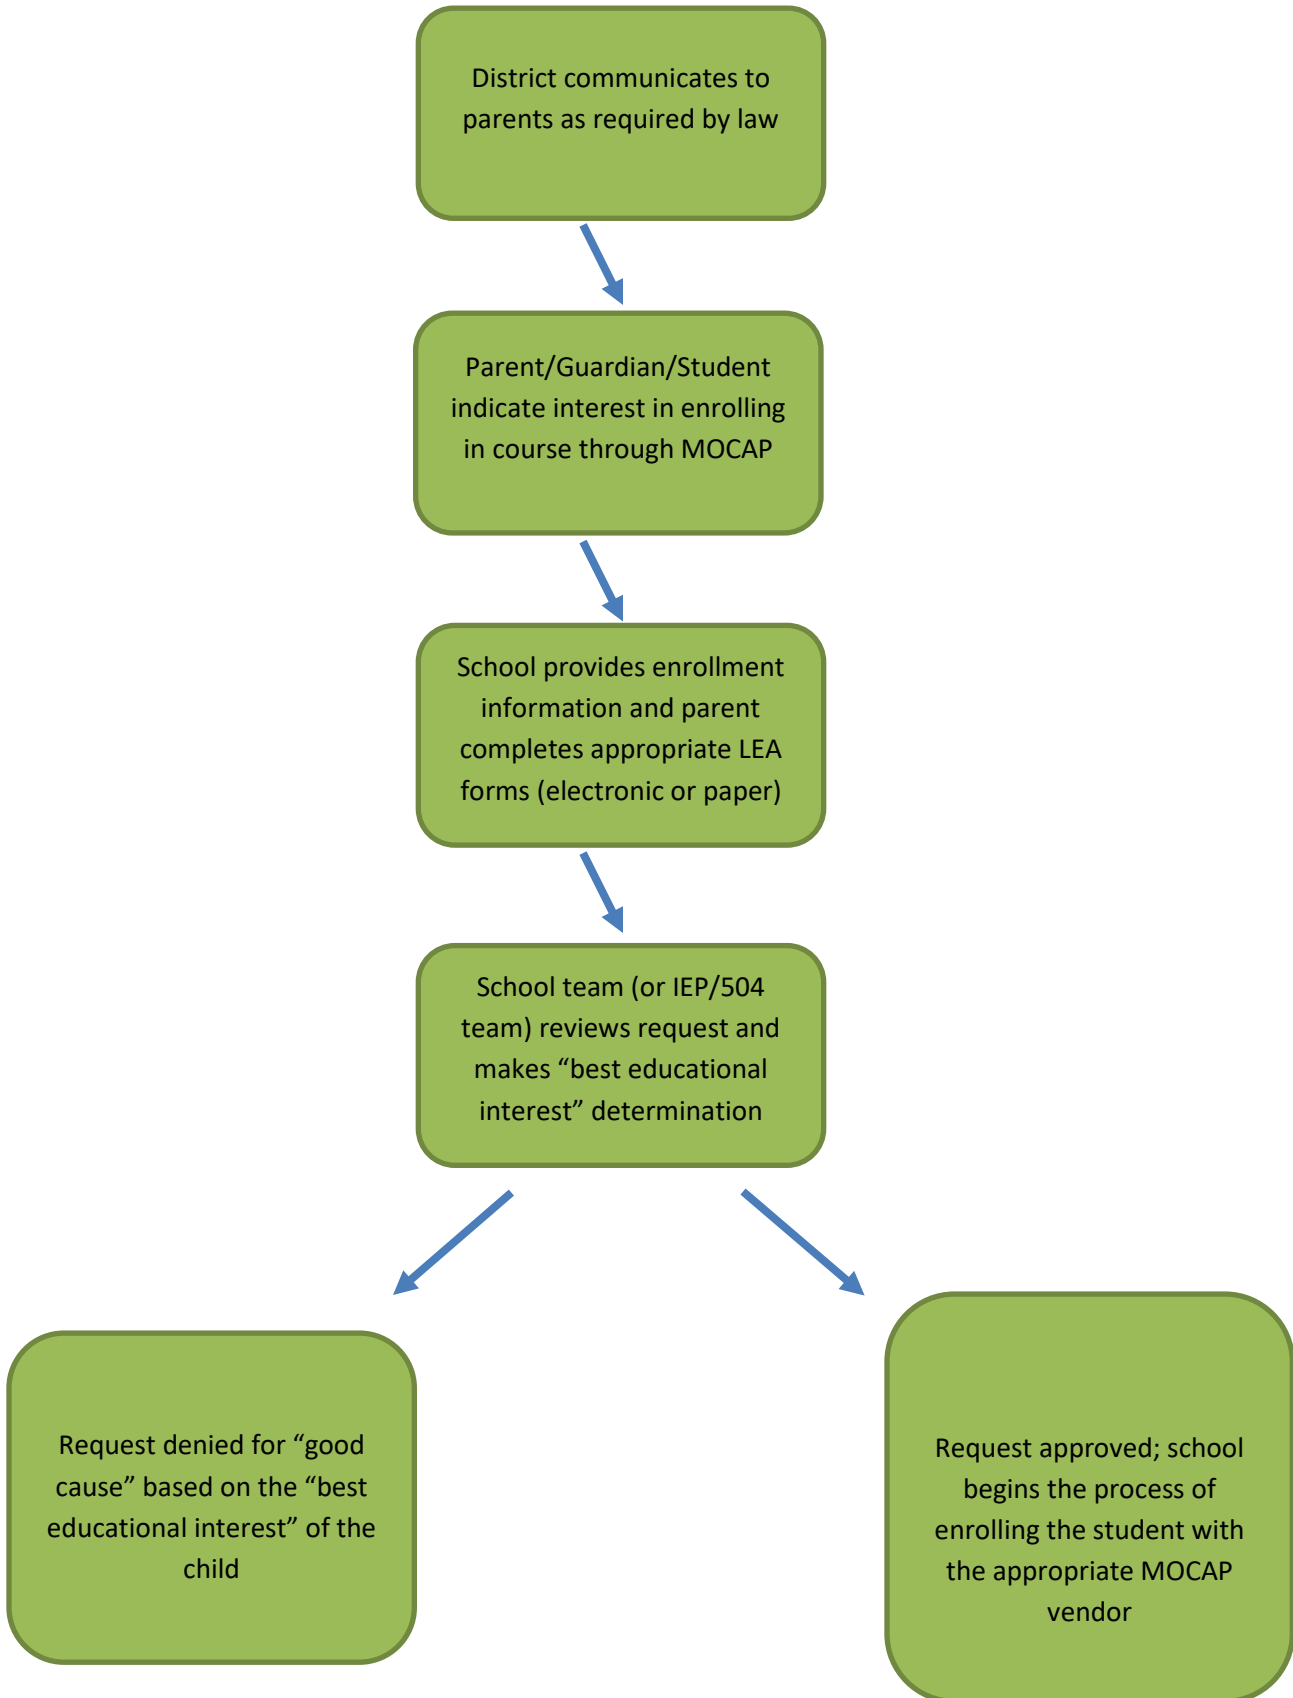 District communicates to
parents as required by law
Parent/Guardian/Student
indicate interest in enrolling
in course through MOCAP
School provides enrollment
information and parent
completes appropriate LEA
forms (electronic or paper)
School team (or IEP/504
team) reviews request and
makes “best educational
interest” determination
Request denied for “good
cause” based on the “best
educational interest” of the
child
Request approved; school
begins the process of
enrolling the student with
the appropriate MOCAP
vendor